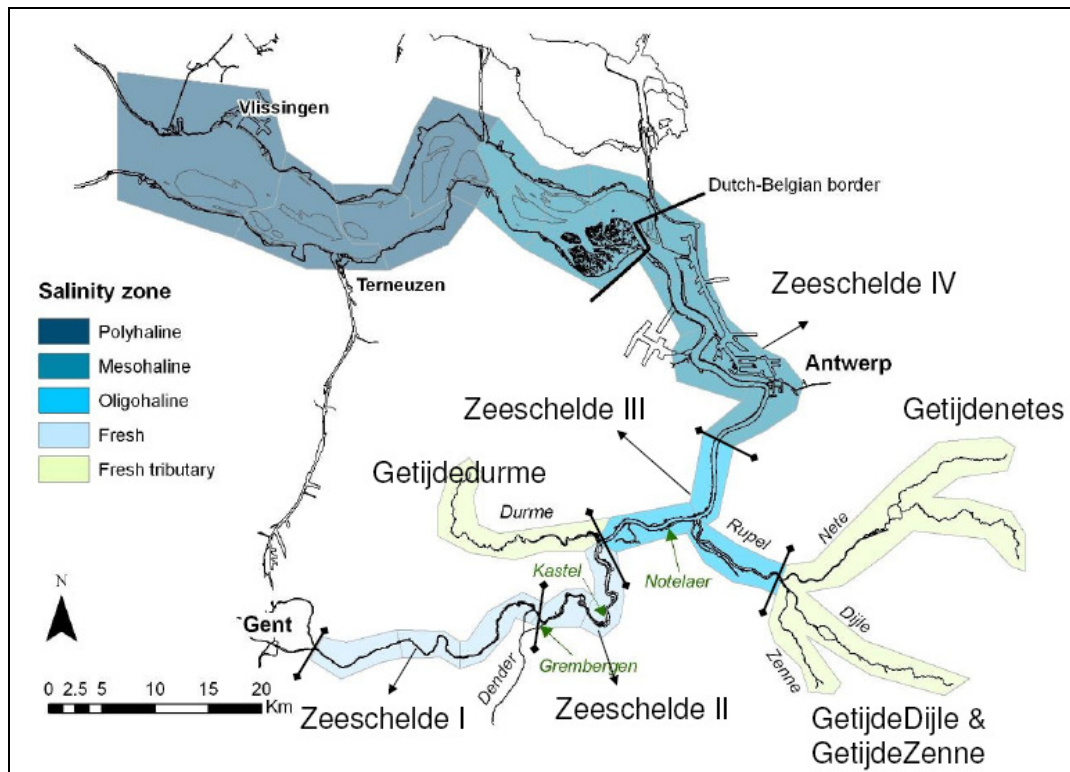 Vlissingen
Dutch-Belgian border
Salinity zone
Polyhaline
Mesohaline
Oligohaline
Fresh
Fresh tributary
Terneuzen
Zeeschelde IV
Antwerp
Zeeschelde III
Getijdenetes
Getijdedurme
Durme
Rupel
Nete
Kastel
Notelaer
N
Gent
Dender
Grembergen
Dijle
Zenne
0 2.5 5 10 15 20
Km
Zeeschelde I
Zeeschelde II
GetijdeDijle &
GetijdeZenne